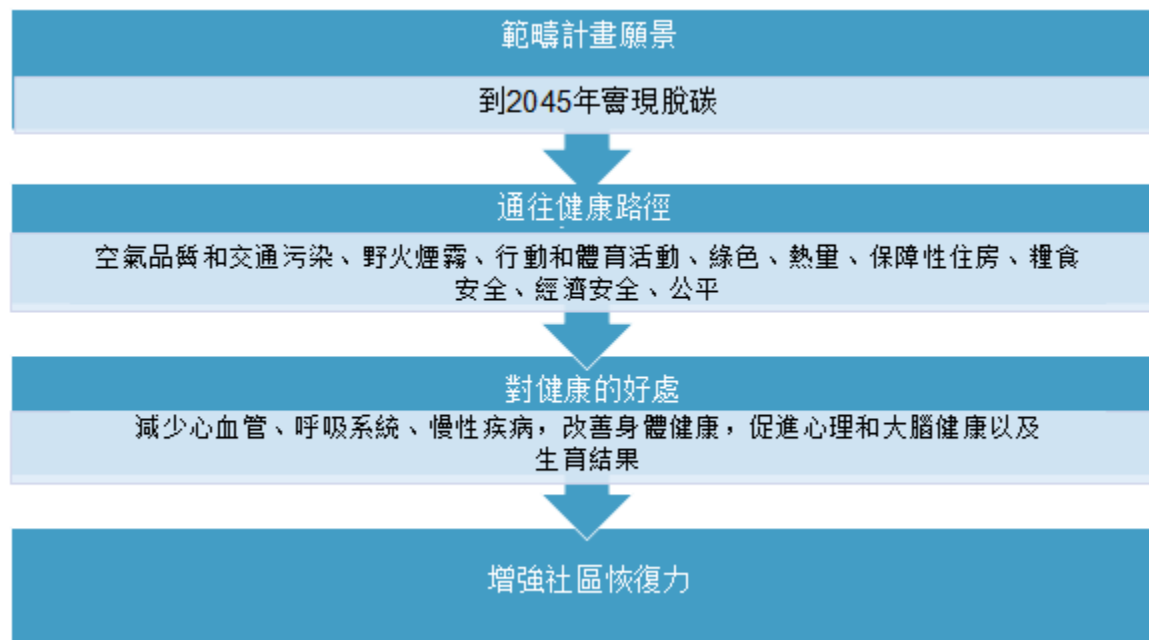 範疇計畫願景
到2045年實現脫碳
通往健康路徑
空氣品質和交通污染、野火煙霧、行動和體育活動、綠色、熱量、保障性住房、糧食
安全、經濟安全、公平
對健康的好處
減少心血管、呼吸系統、慢性疾病，改善身體健康，促進心理和大腦健康以及
生育結果
增強社區恢復力